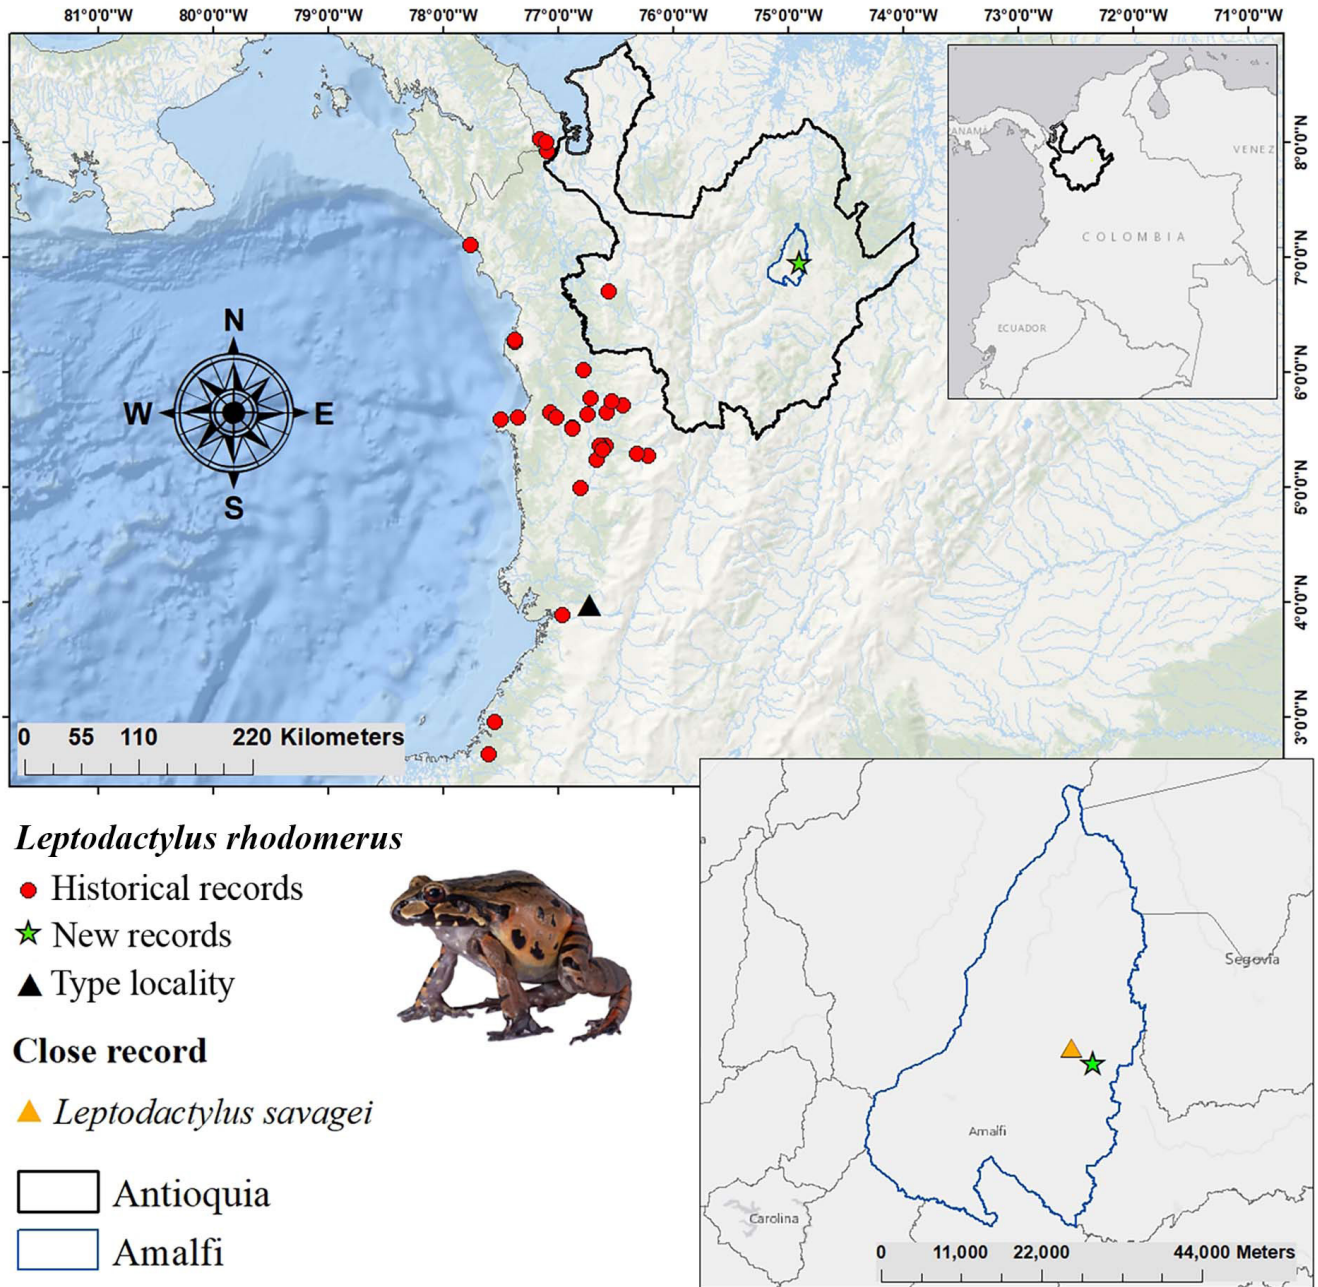 81°0'0"W 80°0'0"W 79°0'0"W 78°0'0"W 77°0'0"W 76°0'0"W 75°0'0"W 74°0'0"W 73°0'0"W 72°0'0"W 71°0'0"W
8°0'0"N
7°0'0"N
6°0'0"N
5°0'0"N
4°0'0"N
3°0'0"N
ANAMÁ
VENEZ
COLOMBIA
ECUADOR
N
W E
S
0 55 110 220 Kilometers
Leptodactylus rhodomerus
Historical records
New records
Type locality
Close record
Leptodactylus savagei
Antioquia
Amalfi
a
Segovia
Amalfi
Carolina
0 11,000 22,000 44,000 Meters